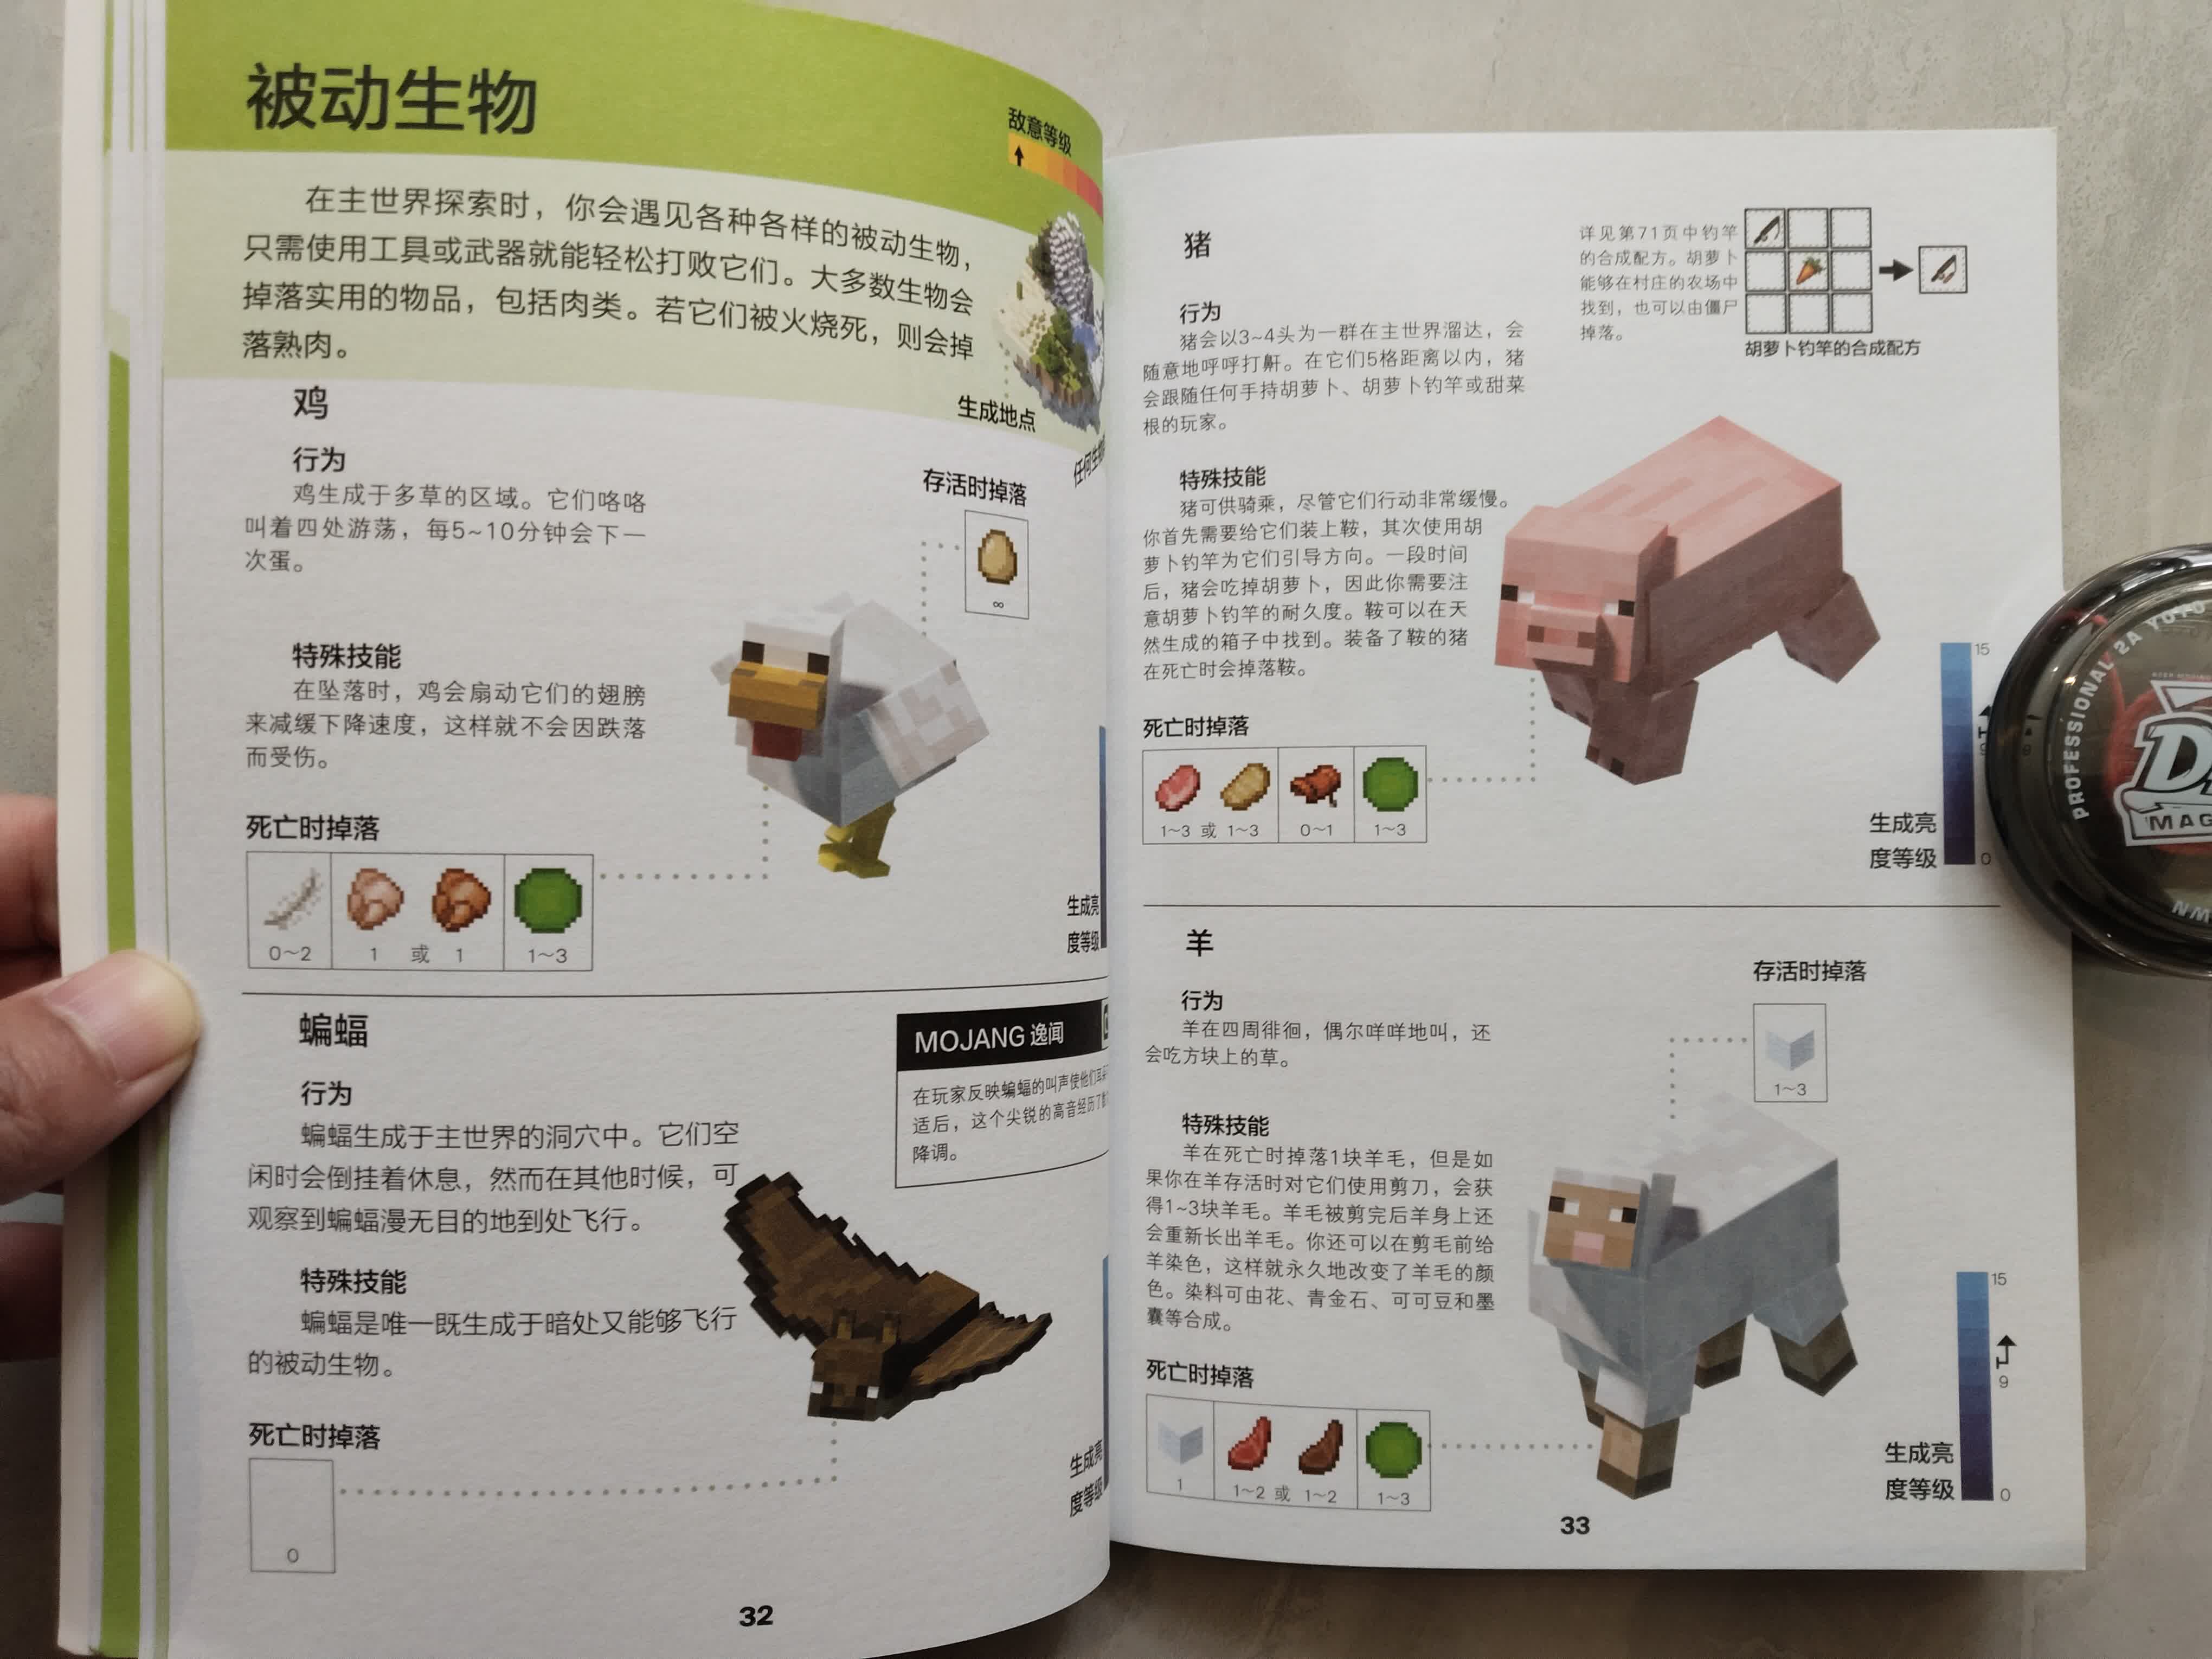 被动生物
敌意等级
在主世界探索时，你会遇见各种各样的被动生物，
只需使用工具或武器就能轻松打败它们。大多数生物会
掉落实用的物品，包括肉类。若它们被火烧死，则会掉
落熟肉。
生成地点
任何生物
鸡
行为
鸡生成于多草的区域。它们咯咯
叫着四处游荡，每5~10分钟会下一
次蛋。
存活时掉落
∞
特殊技能
在坠落时，鸡会扇动它们的翅膀
来减缓下降速度，这样就不会因跌落
而受伤。
死亡时掉落
0~2 1 或 1 1~3
生成亮
度等级
蝙蝠
行为
蝙蝠生成于主世界的洞穴中。它们空
闲时会倒挂着休息，然而在其他时候，可
观察到蝙蝠漫无目的地到处飞行。
MOJANG 逸闻
在玩家反映蝙蝠的叫声使他们耳
适后，这个尖锐的高音经历了
降调。
特殊技能
蝙蝠是唯一既生成于暗处又能够飞行
的被动生物。
死亡时掉落
0
生成亮
度等级
32
猪
行为
猪会以3~4头为一群在主世界溜达，会
随意地呼呼打鼾。在它们5格距离以内，猪
会跟随任何手持胡萝卜、胡萝卜钓竿或甜菜
根的玩家。
详见第71页中钓竿
的合成配方。胡萝卜
能够在村庄的农场中
找到，也可以由僵尸
掉落。
胡萝卜钓竿的合成配方
特殊技能
猪可供骑乘，尽管它们行动非常缓慢。
你首先需要给它们装上鞍，其次使用胡
萝卜钓竿为它们引导方向。一段时间
后，猪会吃掉胡萝卜，因此你需要注
意胡萝卜钓竿的耐久度。鞍可以在天
然生成的箱子中找到。装备了鞍的猪
在死亡时会掉落鞍。
死亡时掉落
1~3 或 1~3 0~1 1~3
15
9
生成亮
度等级
0
羊
行为
羊在四周徘徊，偶尔咩咩地叫，还
会吃方块上的草。
存活时掉落
1~3
特殊技能
羊在死亡时掉落1块羊毛，但是如
果你在羊存活时对它们使用剪刀，会获
得1~3块羊毛。羊毛被剪完后羊身上还
会重新长出羊毛。你还可以在剪毛前给
羊染色，这样就永久地改变了羊毛的颜
色。染料可由花、青金石、可可豆和墨
囊等合成。
死亡时掉落
1 1~2 或 1~2 1~3
15
9
生成亮
度等级
0
33
PROFESSIONAL 2A YOYO
MAG